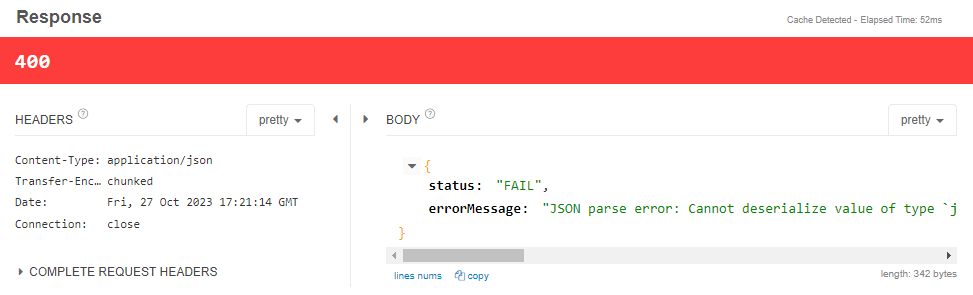 Response
Cache Detected - Elapsed Time: 52ms
400
HEADERS ?
pretty
BODY ?
pretty
Content-Type: application/json
Transfer-Enc… chunked
Date: Fri, 27 Oct 2023 17:21:14 GMT
Connection: close
COMPLETE REQUEST HEADERS
{
status: "FAIL",
errorMessage: "JSON parse error: Cannot deserialize value of type `j
}
lines nums
copy
length: 342 bytes